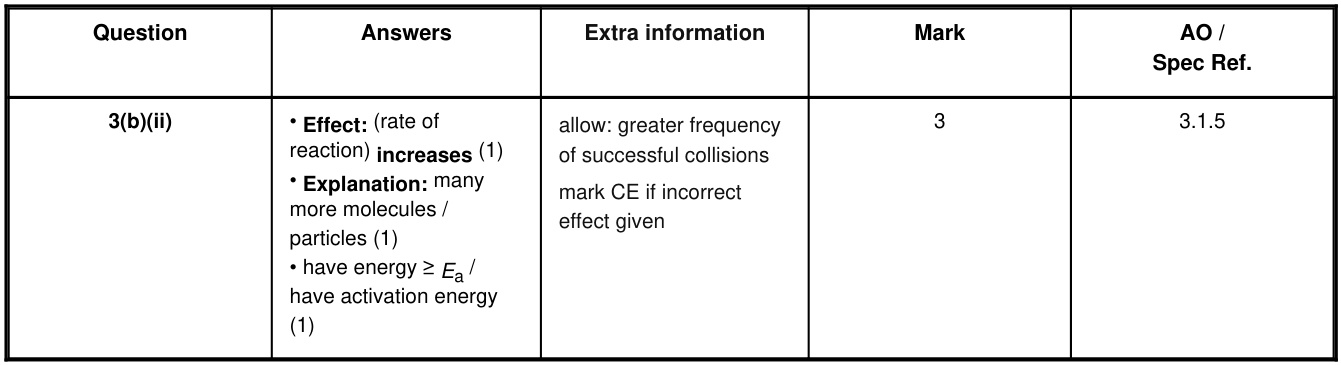 Question
Answers
Extra information
Mark
AO /
Spec Ref.
3(b)(ii)
• Effect: (rate of
reaction) increases (1)
• Explanation: many
more molecules /
particles (1)
• have energy ≥ Ea /
have activation energy
(1)
allow: greater frequency
of successful collisions
mark CE if incorrect
effect given
3
3.1.5